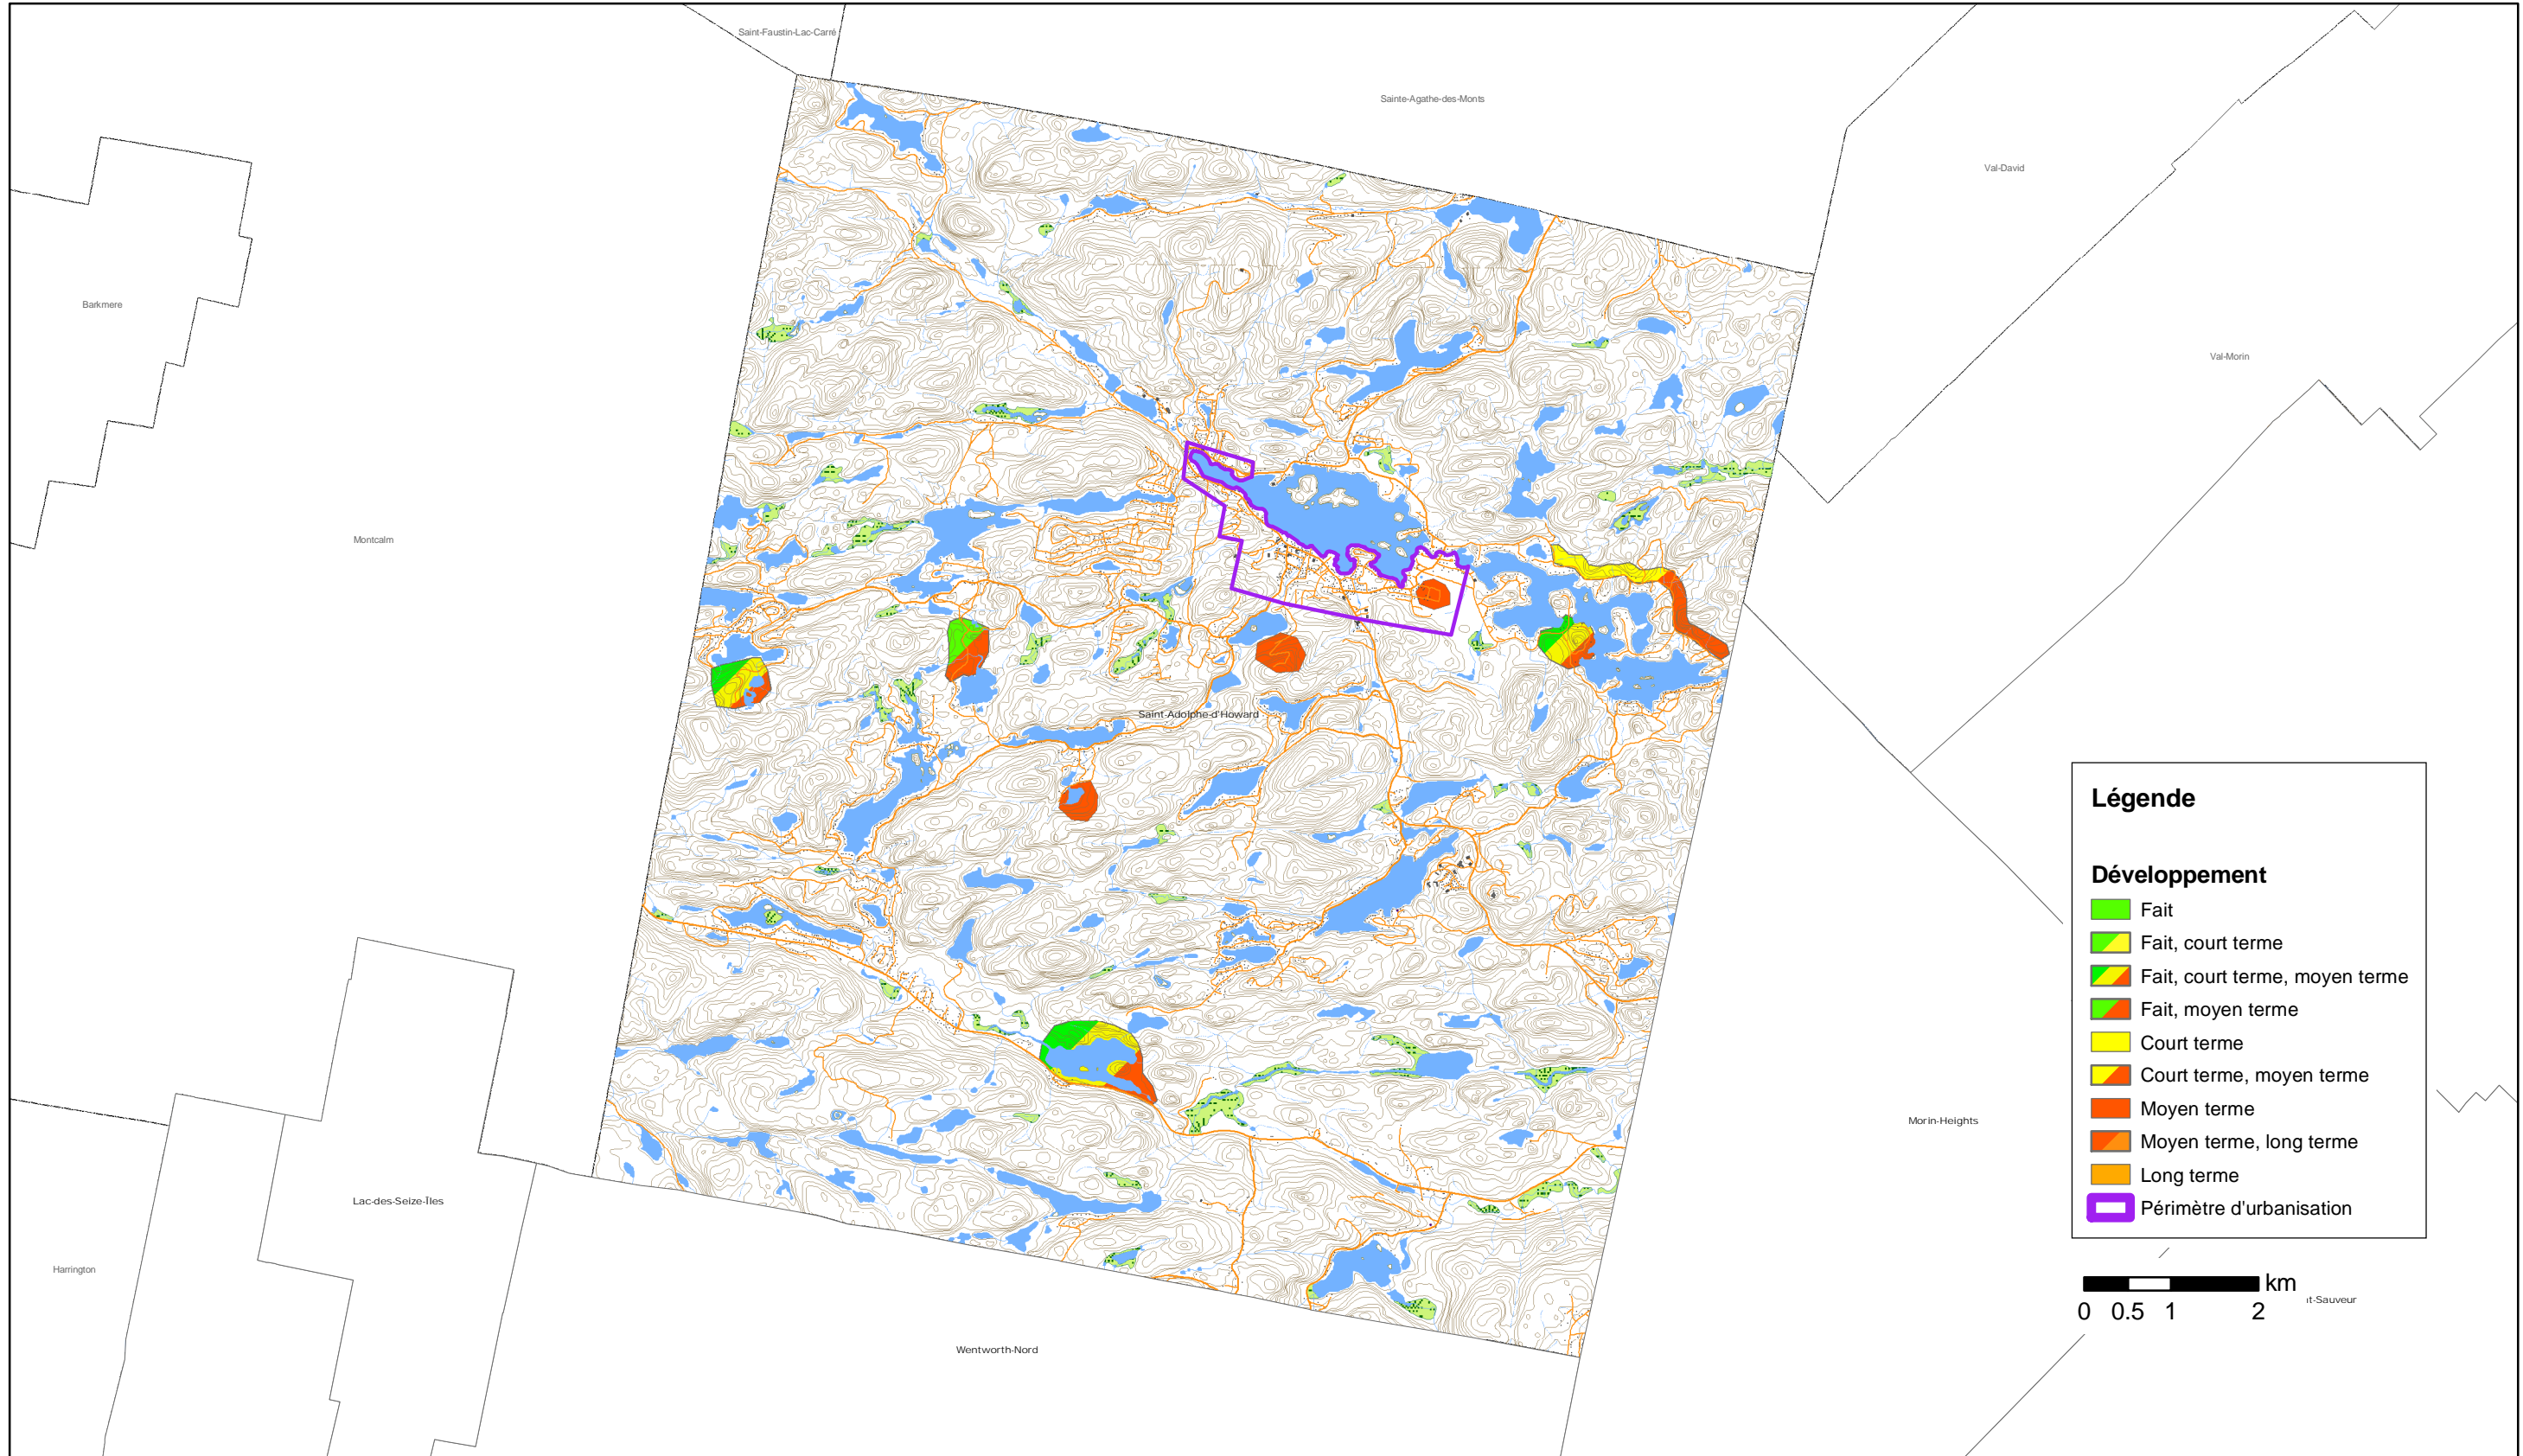 Saint-Faustin-Lac-Carré
Sainte-Agathe-des-Monts
Val-David
Barkmere
Val-Morin
Montcalm
Saint-Adolphe-d'Howard
Légende
Développement
Fait
Fait, court terme
Fait, court terme, moyen terme
Fait, moyen terme
Court terme
Court terme, moyen terme
Moyen terme
Moyen terme, long terme
Long terme
Périmètre d'urbanisation
Morin-Heights
Lac-des-Seize-Îles
Harrington
km
0 0.5 1 2
t-Sauveur
Wentworth-Nord